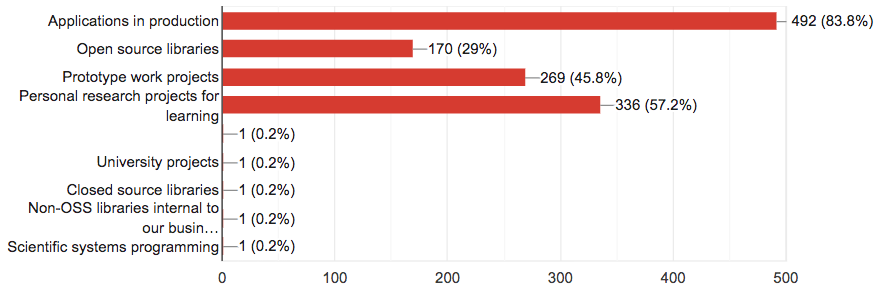 Applications in production 492 (83.8%)
Open source libraries 170 (29%)
Prototype work projects 269 (45.8%)
Personal research projects for
learning 336 (57.2%)
1 (0.2%)
University projects 1 (0.2%)
Closed source libraries 1 (0.2%)
Non-OSS libraries internal to
our busin… 1 (0.2%)
Scientific systems programming 1 (0.2%)
0 100 200 300 400 500